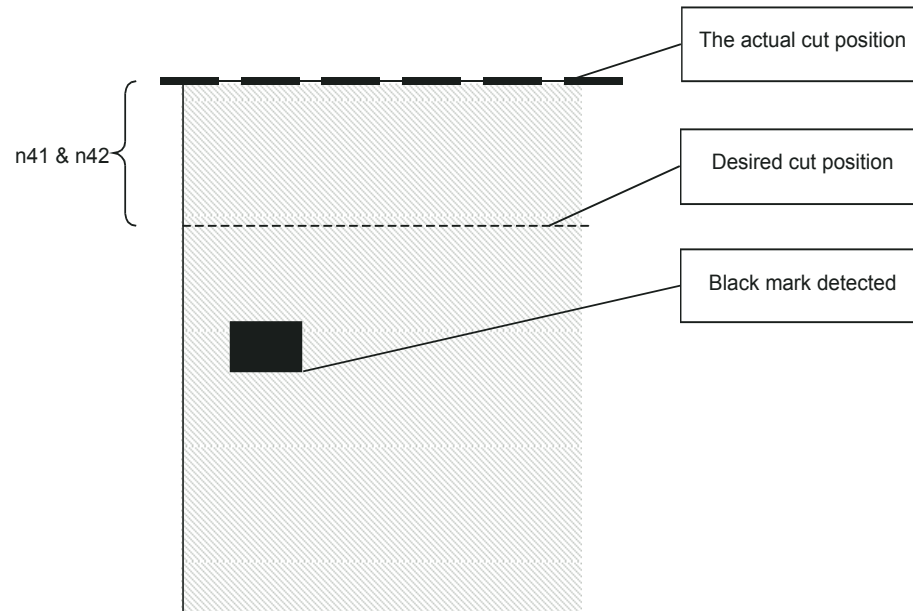 The actual cut position
n41 & n42
Desired cut position
Black mark detected